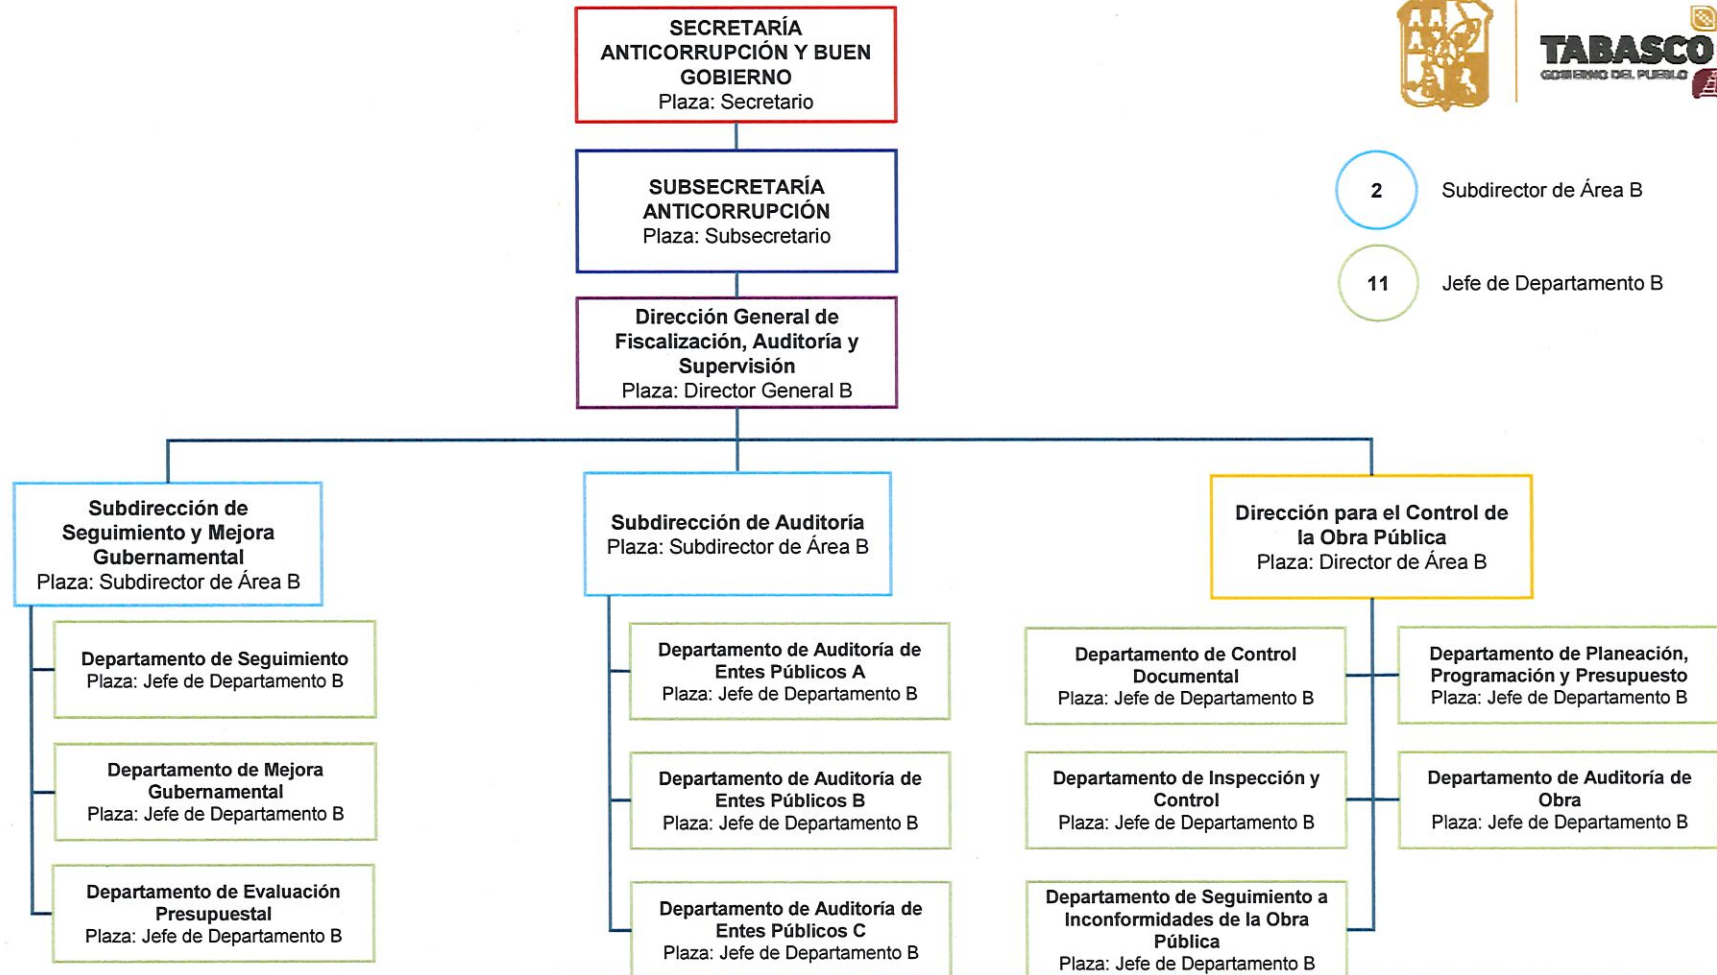 SECRETARÍA
ANTICORRUPCIÓN Y BUEN
GOBIERNO
Plaza: Secretario
TABASCO
GOBIERNO DEL PUEBLO
SUBSECRETARÍA
ANTICORRUPCIÓN
Plaza: Subsecretario
2
Subdirector de Área B
11
Jefe de Departamento B
Dirección General de
Fiscalización, Auditoría y
Supervisión
Plaza: Director General B
Subdirección de
Seguimiento y Mejora
Gubernamental
Plaza: Subdirector de Área B
Departamento de Seguimiento
Plaza: Jefe de Departamento B
Departamento de Mejora
Gubernamental
Plaza: Jefe de Departamento B
Departamento de Evaluación
Presupuestal
Plaza: Jefe de Departamento B
Subdirección de Auditoría
Plaza: Subdirector de Área B
Departamento de Auditoría de
Entes Públicos A
Plaza: Jefe de Departamento B
Departamento de Auditoría de
Entes Públicos B
Plaza: Jefe de Departamento B
Departamento de Auditoría de
Entes Públicos C
Plaza: Jefe de Departamento B
Dirección para el Control de
la Obra Pública
Plaza: Director de Área B
Departamento de Control
Documental
Plaza: Jefe de Departamento B
Departamento de Planeación,
Programación y Presupuesto
Plaza: Jefe de Departamento B
Departamento de Inspección y
Control
Plaza: Jefe de Departamento B
Departamento de Auditoría de
Obra
Plaza: Jefe de Departamento B
Departamento de Seguimiento a
Inconformidades de la Obra
Pública
Plaza: Jefe de Departamento B